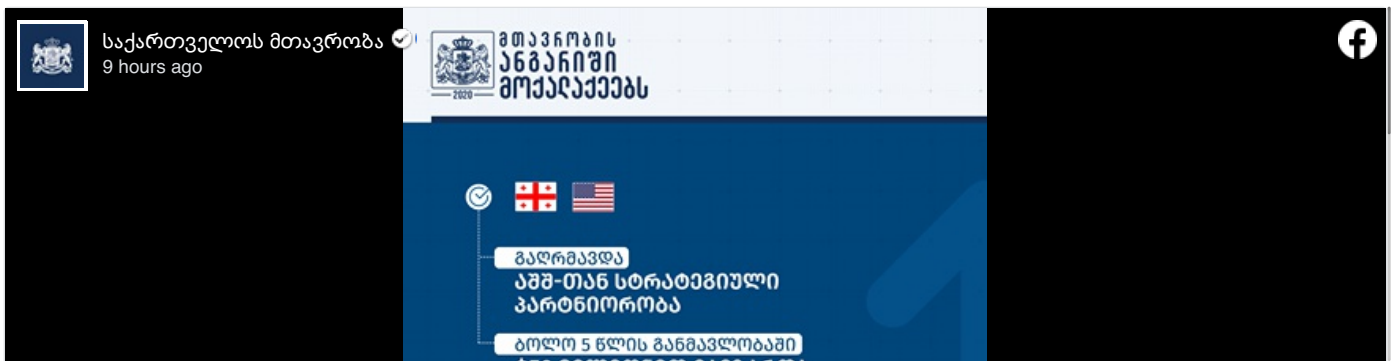 საქართველოს მთავრობა
9 hours ago
მთავრობის
ანგარიში
მოქალაქეებს
2020
გაღრმავდა
აშშ-თან სტრატეგიული
პარტნიორობა
ბოლო 5 წლის განმავლობაში